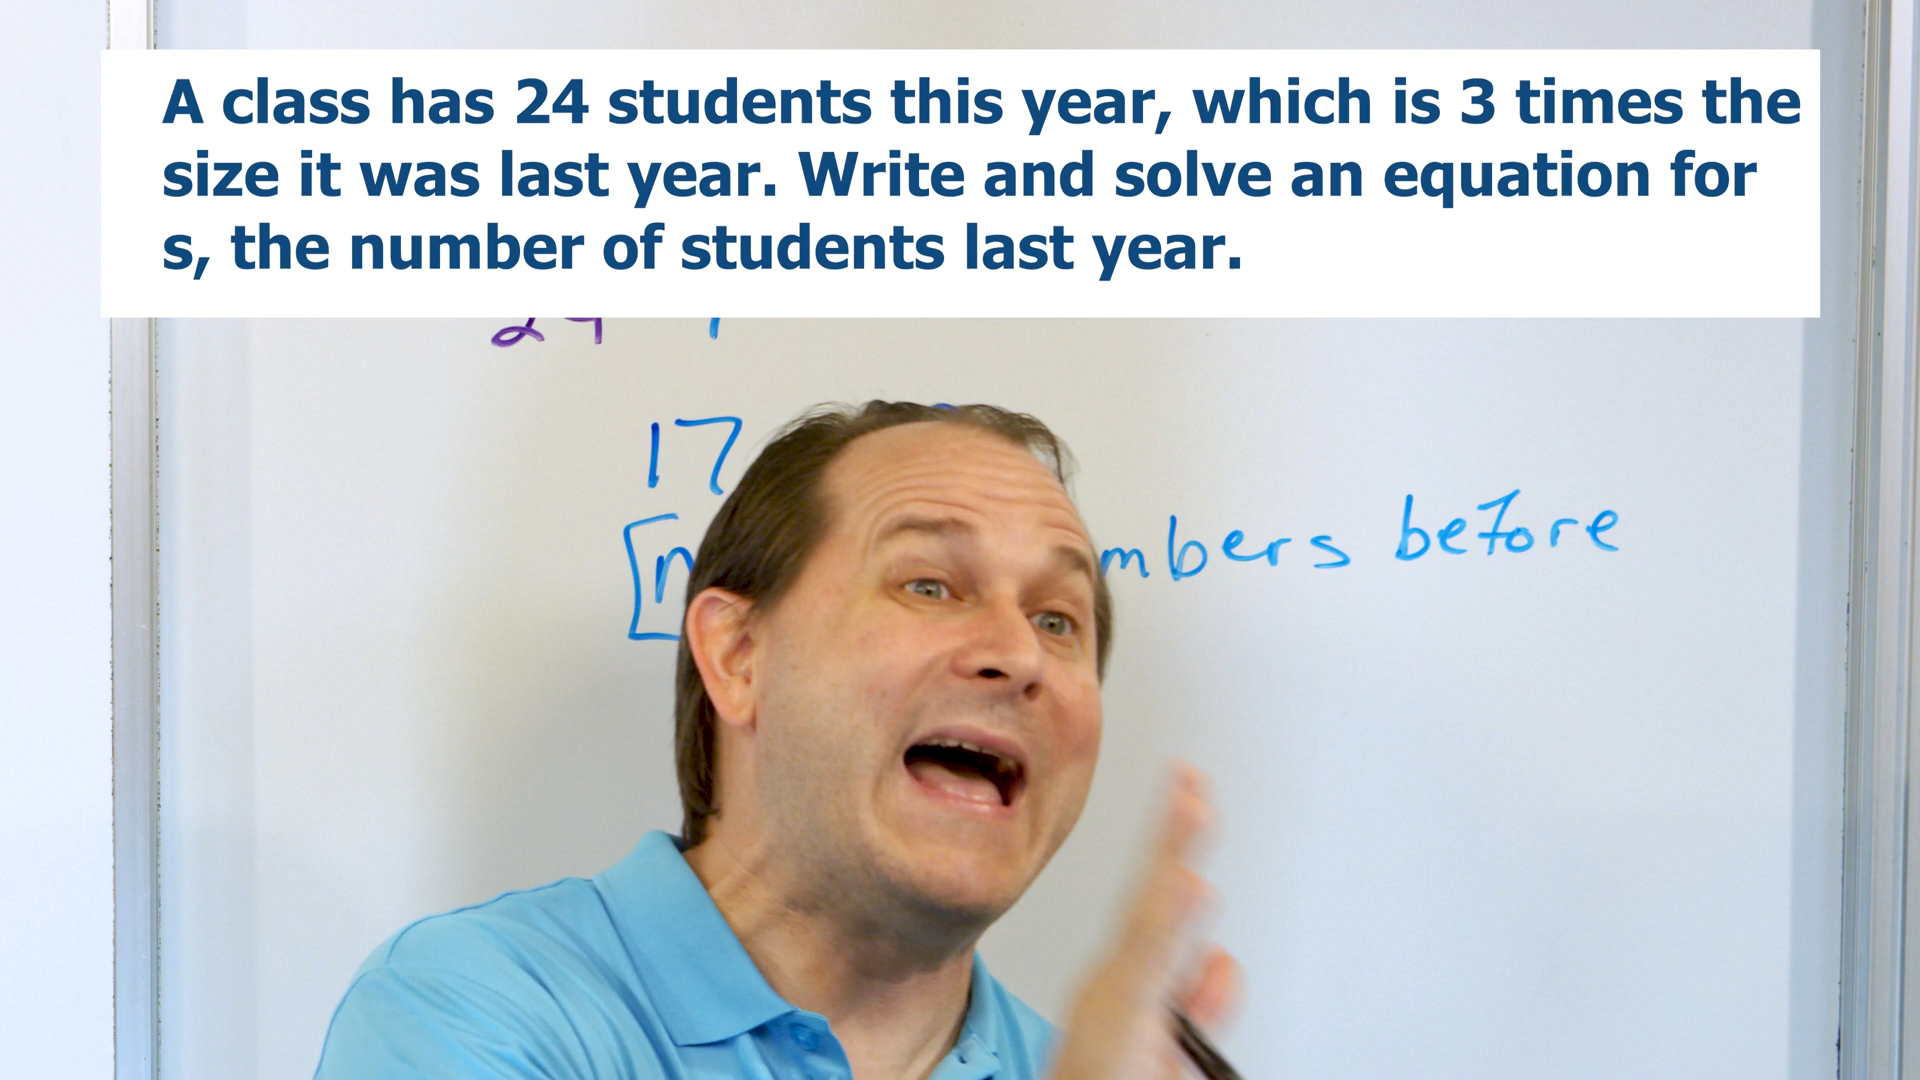 A class has 24 students this year, which is 3 times the
size it was last year. Write and solve an equation for
s, the number of students last year.
17
mbers before